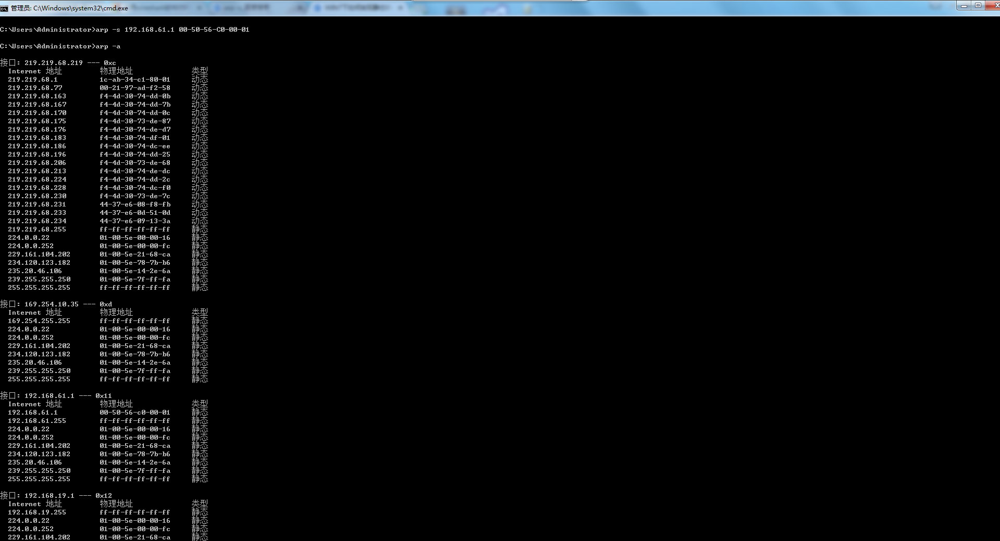 管理员: C:\Windows\system32\cmd.exe
C:\Users\Administrator>arp -s 192.168.61.1 00-50-56-C0-00-01
C:\Users\Administrator>arp -a
接口: 219.219.68.219 --- 0xc
Internet 地址 物理地址 类型
219.219.68.1 1c-ab-34-c1-80-01 动态
219.219.68.77 00-21-97-ad-f2-58 动态
219.219.68.163 f4-4d-30-74-dd-0b 动态
219.219.68.167 f4-4d-30-74-dd-7b 动态
219.219.68.170 f4-4d-30-74-dd-0c 动态
219.219.68.175 f4-4d-30-73-de-87 动态
219.219.68.176 f4-4d-30-74-de-d7 动态
219.219.68.183 f4-4d-30-74-df-01 动态
219.219.68.186 f4-4d-30-74-dc-ee 动态
219.219.68.196 f4-4d-30-74-dd-25 动态
219.219.68.206 f4-4d-30-73-de-68 动态
219.219.68.213 f4-4d-30-74-de-dc 动态
219.219.68.224 f4-4d-30-74-dd-2c 动态
219.219.68.228 f4-4d-30-74-dc-f0 动态
219.219.68.230 f4-4d-30-73-de-7c 动态
219.219.68.231 44-37-e6-08-f8-fb 动态
219.219.68.233 44-37-e6-0d-51-0d 动态
219.219.68.234 44-37-e6-09-13-3a 动态
219.219.68.255 ff-ff-ff-ff-ff-ff 静态
224.0.0.22 01-00-5e-00-00-16 静态
224.0.0.252 01-00-5e-00-00-fc 静态
229.161.104.202 01-00-5e-21-68-ca 静态
234.120.123.182 01-00-5e-78-7b-b6 静态
235.20.46.106 01-00-5e-14-2e-6a 静态
239.255.255.250 01-00-5e-7f-ff-fa 静态
255.255.255.255 ff-ff-ff-ff-ff-ff 静态
接口: 169.254.10.35 --- 0xd
Internet 地址 物理地址 类型
169.254.255.255 ff-ff-ff-ff-ff-ff 静态
224.0.0.22 01-00-5e-00-00-16 静态
224.0.0.252 01-00-5e-00-00-fc 静态
229.161.104.202 01-00-5e-21-68-ca 静态
234.120.123.182 01-00-5e-78-7b-b6 静态
235.20.46.106 01-00-5e-14-2e-6a 静态
239.255.255.250 01-00-5e-7f-ff-fa 静态
255.255.255.255 ff-ff-ff-ff-ff-ff 静态
接口: 192.168.61.1 --- 0x11
Internet 地址 物理地址 类型
192.168.61.1 00-50-56-c0-00-01 静态
192.168.61.255 ff-ff-ff-ff-ff-ff 静态
224.0.0.22 01-00-5e-00-00-16 静态
224.0.0.252 01-00-5e-00-00-fc 静态
229.161.104.202 01-00-5e-21-68-ca 静态
234.120.123.182 01-00-5e-78-7b-b6 静态
235.20.46.106 01-00-5e-14-2e-6a 静态
239.255.255.250 01-00-5e-7f-ff-fa 静态
255.255.255.255 ff-ff-ff-ff-ff-ff 静态
接口: 192.168.19.1 --- 0x12
Internet 地址 物理地址 类型
192.168.19.255 ff-ff-ff-ff-ff-ff 静态
224.0.0.22 01-00-5e-00-00-16 静态
224.0.0.252 01-00-5e-00-00-fc 静态
229.161.104.202 01-00-5e-21-68-ca 静态